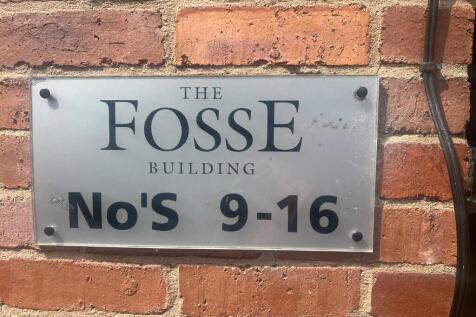 THE
FOSSE
BUILDING
No'S 9-16